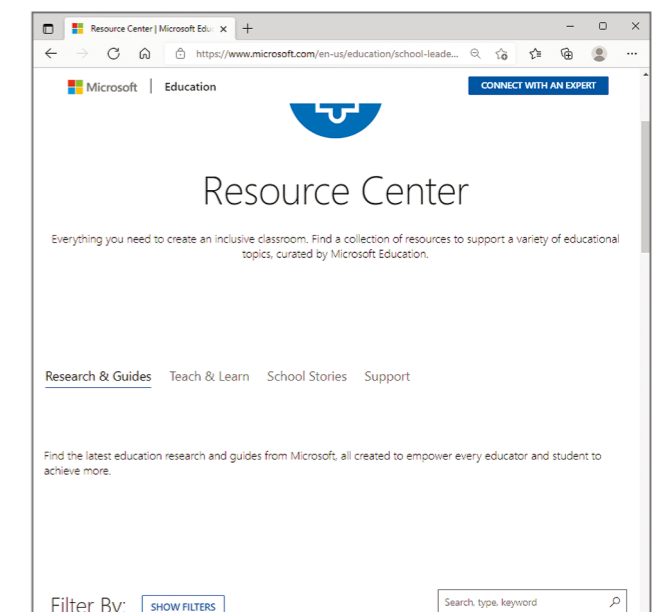 Resource Center | Microsoft Edu
https://www.microsoft.com/en-us/education/school-leade...
Microsoft | Education
CONNECT WITH AN EXPERT
Resource Center
Everything you need to create an inclusive classroom. Find a collection of resources to support a variety of educational
topics, curated by Microsoft Education.
Research & Guides Teach & Learn School Stories Support
Find the latest education research and guides from Microsoft, all created to empower every educator and student to
achieve more.
Filter By: SHOW FILTERS
Search, type, keyword